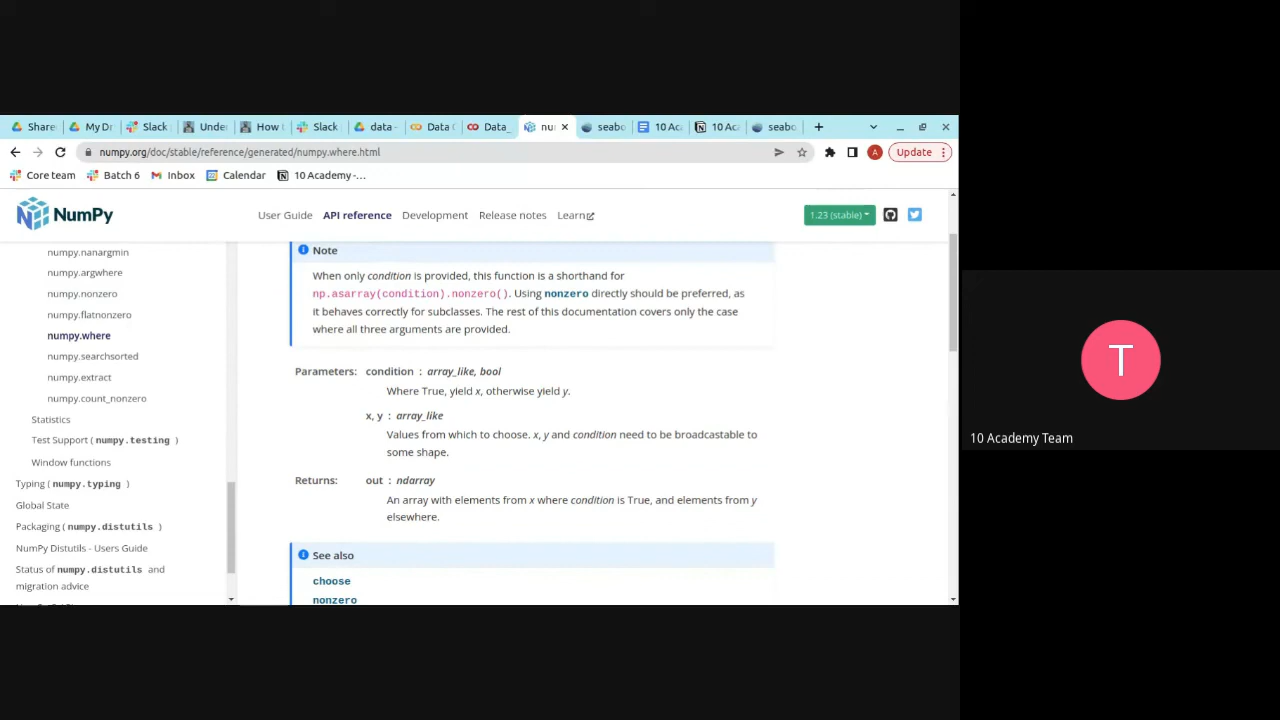 Share
My Dr
Slack
Unde
How
Slack
data -
Data
Data_
nu
seabo
10 Aca
10 Aca
seabo
numpy.org/doc/stable/reference/generated/numpy.where.html
A
Update
Core team
Batch 6
Inbox
Calendar
10 Academy -...
NumPy
User Guide
API reference
Development
Release notes
Learn
1.23 (stable)
numpy.nanargmin
numpy.argwhere
numpy.nonzero
numpy.flatnonzero
numpy.where
numpy.searchsorted
numpy.extract
numpy.count_nonzero
Statistics
Test Support ( numpy.testing )
Window functions
Typing ( numpy.typing )
Global State
Packaging ( numpy.distutils )
NumPy Distutils - Users Guide
Status of numpy.distutils and
migration advice
Note
When only condition is provided, this function is a shorthand for
np.asarray(condition).nonzero(). Using nonzero directly should be preferred, as
it behaves correctly for subclasses. The rest of this documentation covers only the case
where all three arguments are provided.
Parameters: condition : array_like, bool
Where True, yield x, otherwise yield y.
x, y : array_like
Values from which to choose. x, y and condition need to be broadcastable to
some shape.
Returns: out : ndarray
An array with elements from x where condition is True, and elements from y
elsewhere.
See also
choose
nonzero
T
10 Academy Team